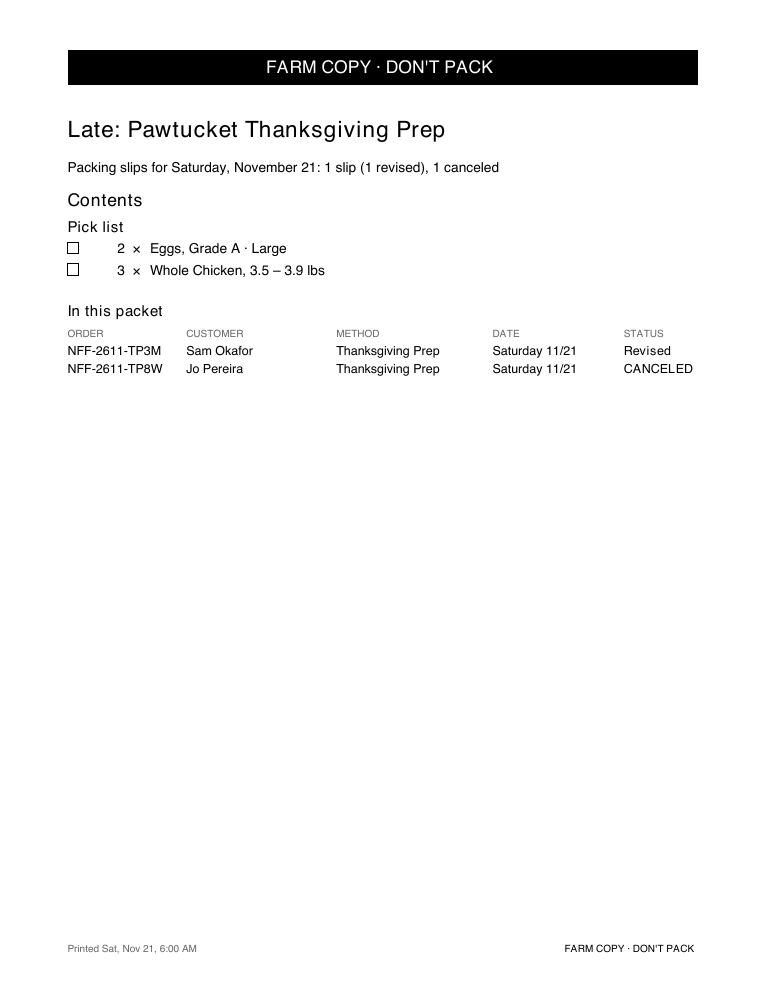 FARM COPY · DON'T PACK
Late: Pawtucket Thanksgiving Prep
Packing slips for Saturday, November 21: 1 slip (1 revised), 1 canceled
Contents
Pick list
2 × Eggs, Grade A · Large
3 × Whole Chicken, 3.5 – 3.9 lbs
In this packet
ORDER CUSTOMER METHOD DATE STATUS
NFF-2611-TP3M Sam Okafor Thanksgiving Prep Saturday 11/21 Revised
NFF-2611-TP8W Jo Pereira Thanksgiving Prep Saturday 11/21 CANCELED
Printed Sat, Nov 21, 6:00 AM FARM COPY · DON'T PACK